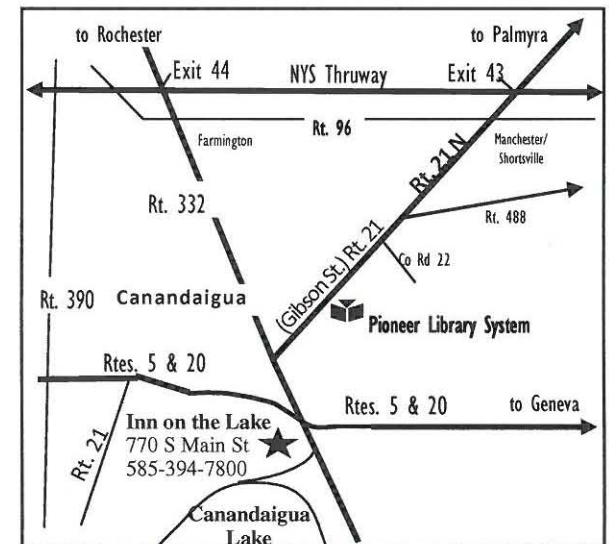 to Rochester
to Palmyra
Exit 44
NYS Thruway
Exit 43
Rt. 96
Farmington
Manchester/
Shortsville
Rt. 21 N
Rt. 332
Rt. 488
(Gibson St.) Rt. 21
Co Rd 22
Rt. 390
Canandaigua
Pioneer Library System
Rtes. 5 & 20
Rtes. 5 & 20
to Geneva
Rt. 21
Inn on the Lake
770 S Main St
585-394-7800
Canandaigua
Lake